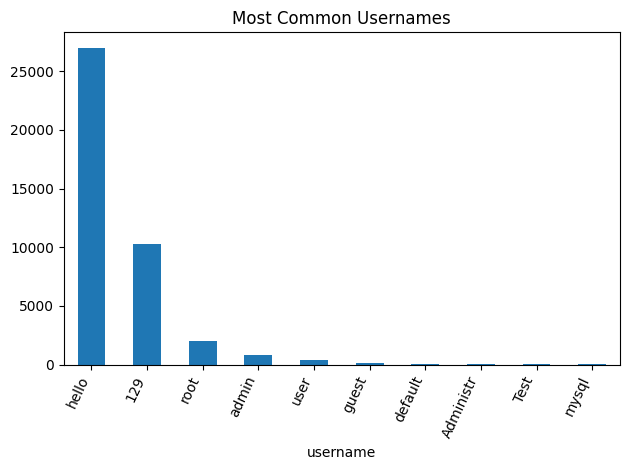 Most Common Usernames
25000
20000
15000
10000
5000
0
hello
129
root
admin
user
guest
default
Administr
Test
mysql
username